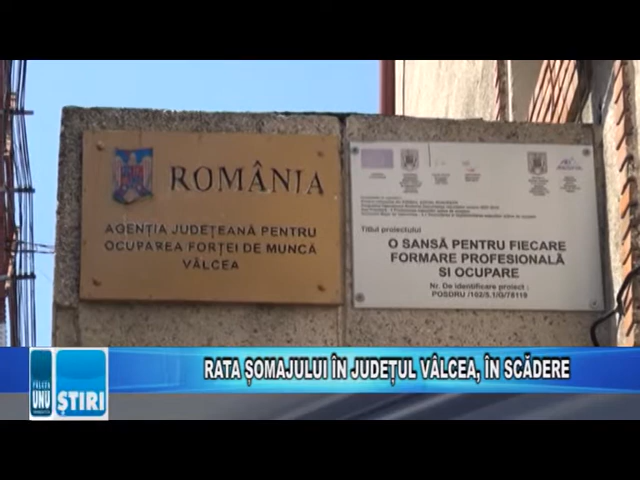 ROMÂNIA
AGENȚIA JUDEȚEANĂ PENTRU
OCUPAREA FORȚEI DE MUNCĂ
VÂLCEA
Titlul proiectului
O SANSĂ PENTRU FIECARE
FORMARE PROFESIONALĂ
SI OCUPARE
Nr. De identificare proiect :
POSDRU /102/5.1/G/78119
RATA ȘOMAJULUI ÎN JUDEȚUL VÂLCEA, ÎN SCĂDERE
VÂLCEA
UNU
ȘTIRI